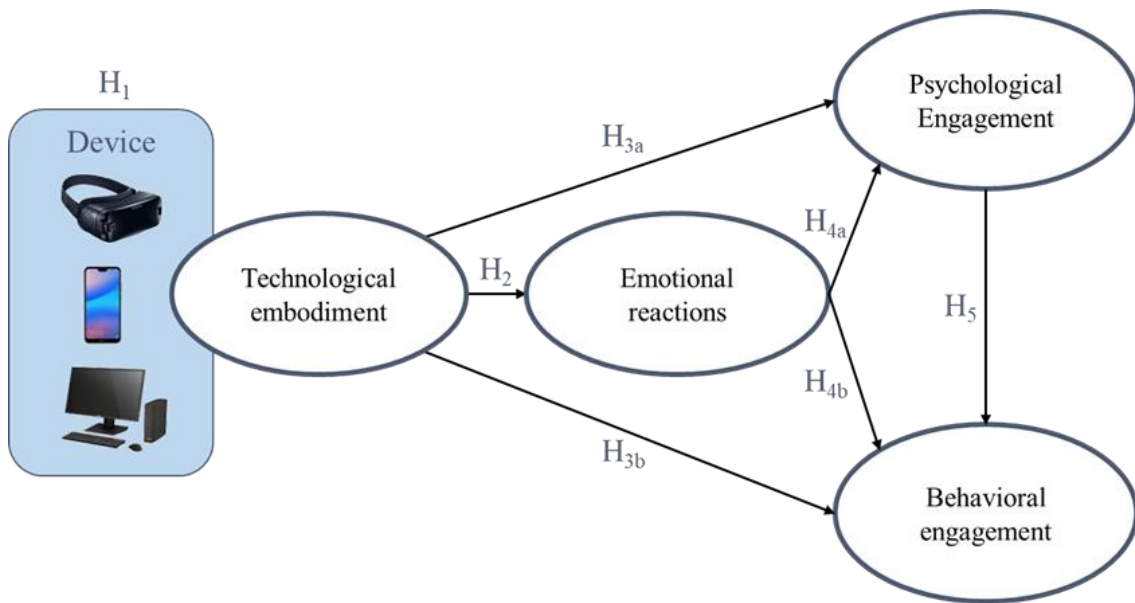 H₁
Device
Technological
embodiment
H₂
Emotional
reactions
H₃ₐ
H₃b
H₄ₐ
H₄b
Psychological
Engagement
H₅
Behavioral
engagement